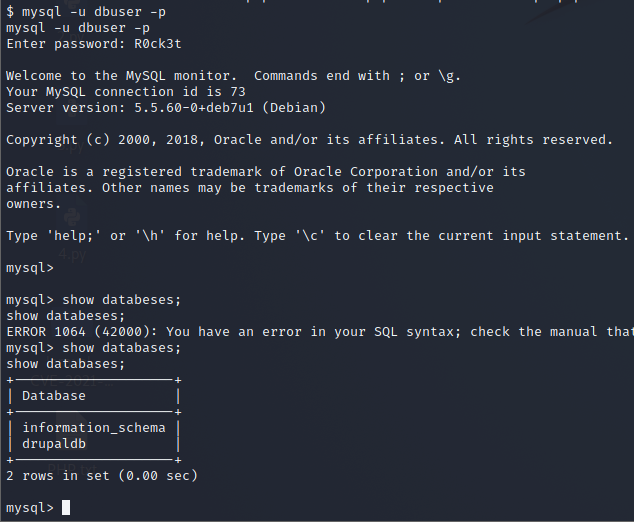 $ mysql -u dbuser -p
mysql -u dbuser -p
Enter password: R0ck3t
Welcome to the MySQL monitor.  Commands end with ; or \g.
Your MySQL connection id is 73
Server version: 5.5.60-0+deb7u1 (Debian)
Copyright (c) 2000, 2018, Oracle and/or its affiliates. All rights reserved.
Oracle is a registered trademark of Oracle Corporation and/or its
affiliates. Other names may be trademarks of their respective
owners.
Type 'help;' or '\h' for help. Type '\c' to clear the current input statement.
4.py
mysql>
mysql> show databeses;
show databeses;
ERROR 1064 (42000): You have an error in your SQL syntax; check the manual that
mysql> show databases;
show databases;
+--------------------+
| Database           |
+--------------------+
| information_schema |
| drupaldb           |
+--------------------+
2 rows in set (0.00 sec)
mysql>